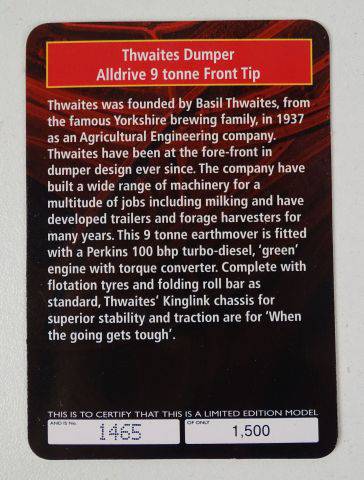 Thwaites Dumper
Alldrive 9 tonne Front Tip
Thwaites was founded by Basil Thwaites, from
the famous Yorkshire brewing family, in 1937
as an Agricultural Engineering company.
Thwaites have been at the fore-front in
dumper design ever since. The company have
built a wide range of machinery for a
multitude of jobs including milking and have
developed trailers and forage harvesters for
many years. This 9 tonne earthmover is fitted
with a Perkins 100 bhp turbo-diesel, 'green'
engine with torque converter. Complete with
flotation tyres and folding roll bar as
standard, Thwaites' Kinglink chassis for
superior stability and traction are for 'When
the going gets tough'.
THIS IS TO CERTIFY THAT THIS IS A LIMITED EDITION MODEL
AND IS No. 1465 OF ONLY 1,500